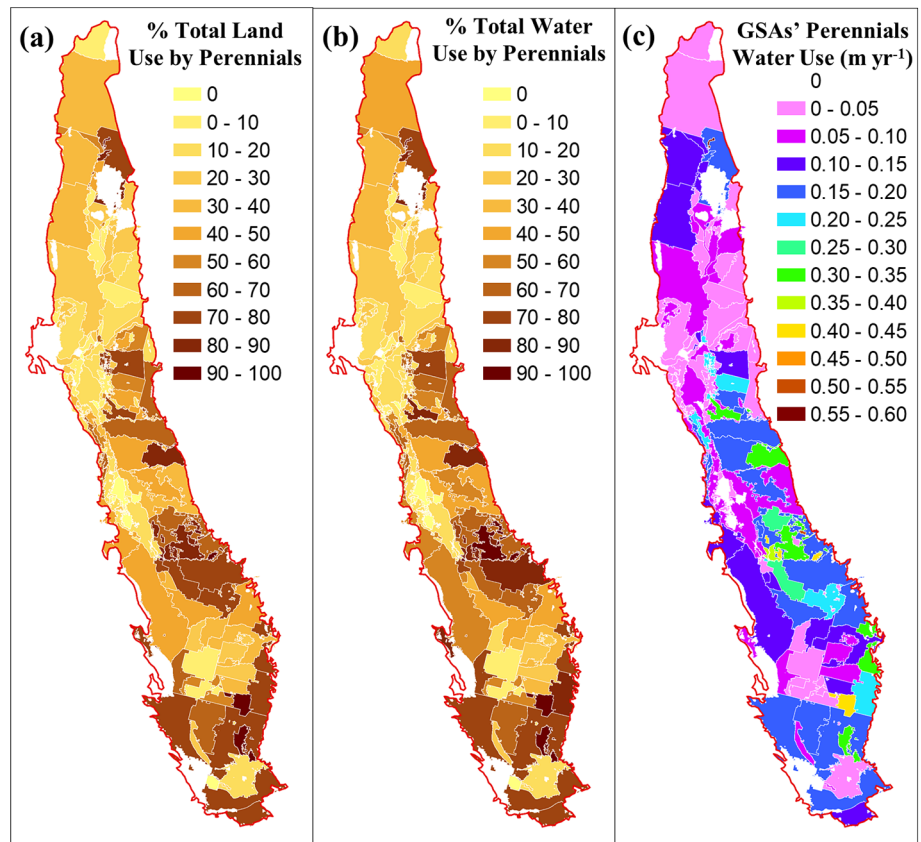 (a)
% Total Land
Use by Perennials
0
0 - 10
10 - 20
20 - 30
30 - 40
40 - 50
50 - 60
60 - 70
70 - 80
80 - 90
90 - 100
(b)
% Total Water
Use by Perennials
0
0 - 10
10 - 20
20 - 30
30 - 40
40 - 50
50 - 60
60 - 70
70 - 80
80 - 90
90 - 100
(c)
GSAs' Perennials
Water Use (m yr⁻¹)
0
0 - 0.05
0.05 - 0.10
0.10 - 0.15
0.15 - 0.20
0.20 - 0.25
0.25 - 0.30
0.30 - 0.35
0.35 - 0.40
0.40 - 0.45
0.45 - 0.50
0.50 - 0.55
0.55 - 0.60